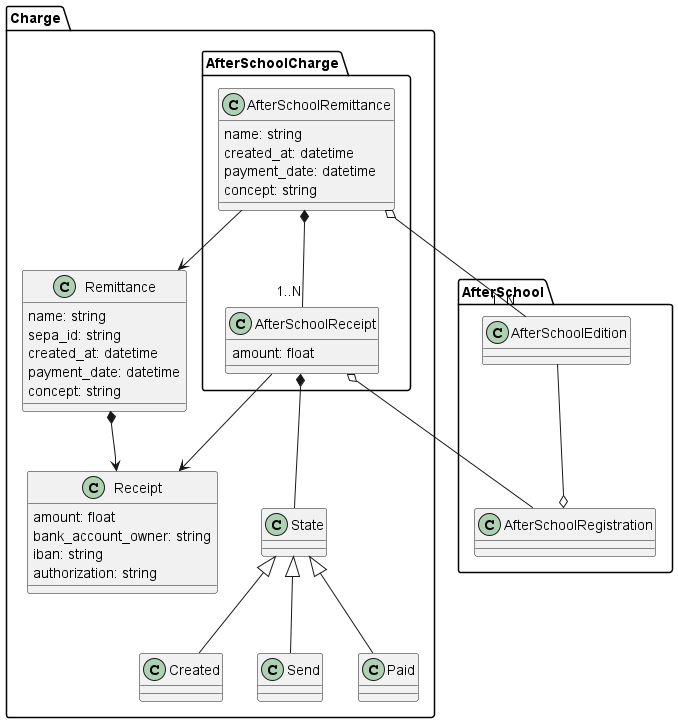 Charge
AfterSchoolCharge
C AfterSchoolRemittance
name: string
created_at: datetime
payment_date: datetime
concept: string
C Remittance
name: string
sepa_id: string
created_at: datetime
payment_date: datetime
concept: string
1..N
C AfterSchoolReceipt
amount: float
AfterSchool
C AfterSchoolEdition
C Receipt
amount: float
bank_account_owner: string
iban: string
authorization: string
C State
C AfterSchoolRegistration
C Created
C Send
C Paid